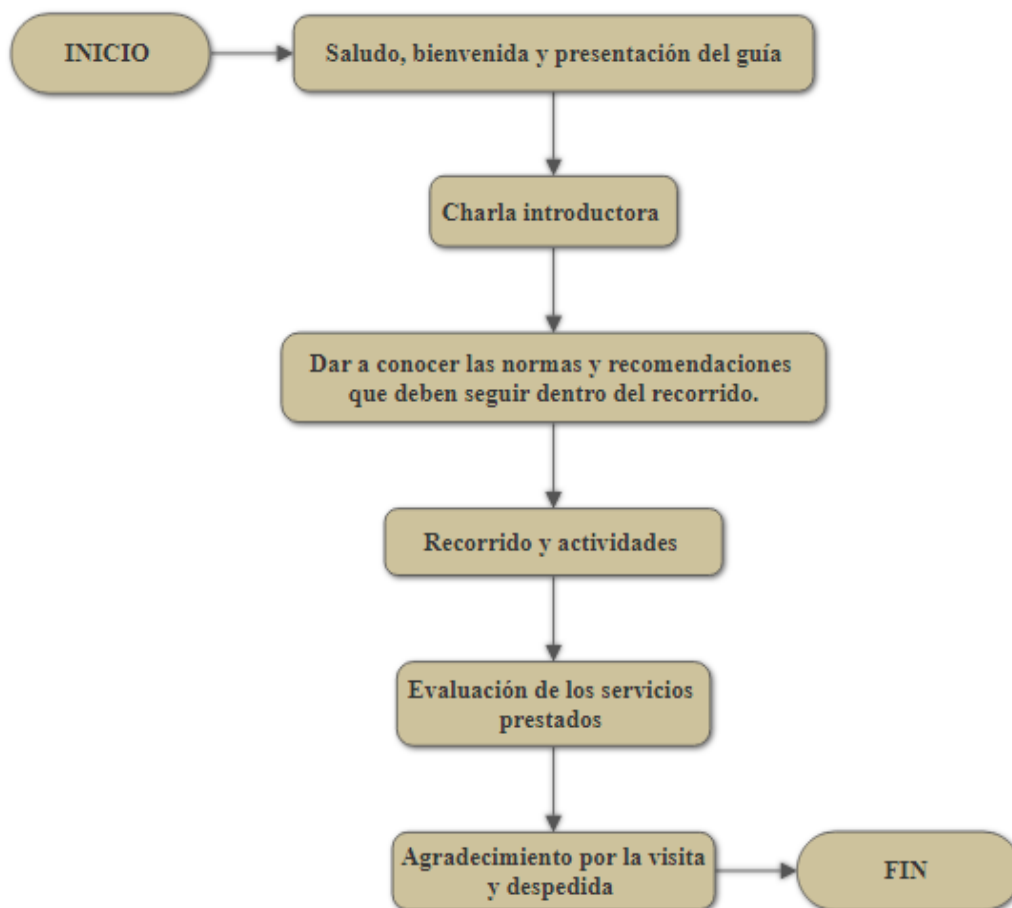 INICIO
Saludo, bienvenida y presentación del guía
Charla introductora
Dar a conocer las normas y recomendaciones
que deben seguir dentro del recorrido.
Recorrido y actividades
Evaluación de los servicios
prestados
Agradecimiento por la visita
y despedida
FIN